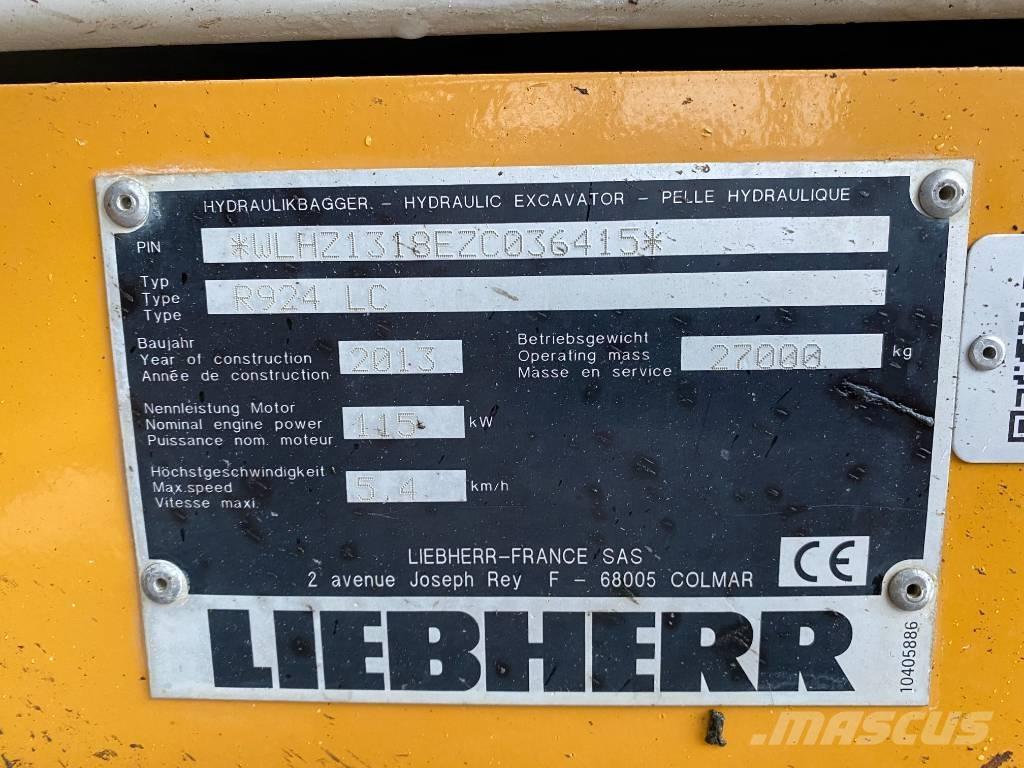 HYDRAULIKBAGGER - HYDRAULIC EXCAVATOR - PELLE HYDRAULIQUE
PIN *WLHZ1318EZC036415*
Typ
Type
Type
R924 LC
Baujahr
Year of construction
Année de construction
2013
Betriebsgewicht
Operating mass
Masse en service
27000 kg
Nennleistung Motor
Nominal engine power
Puissance nom. moteur
115 kW
Höchstgeschwindigkeit
Max.speed
Vitesse maxi.
5,4 km/h
LIEBHERR-FRANCE SAS
2 avenue Joseph Rey F - 68005 COLMAR
CE
LIEBHERR
10405886
MASCUS